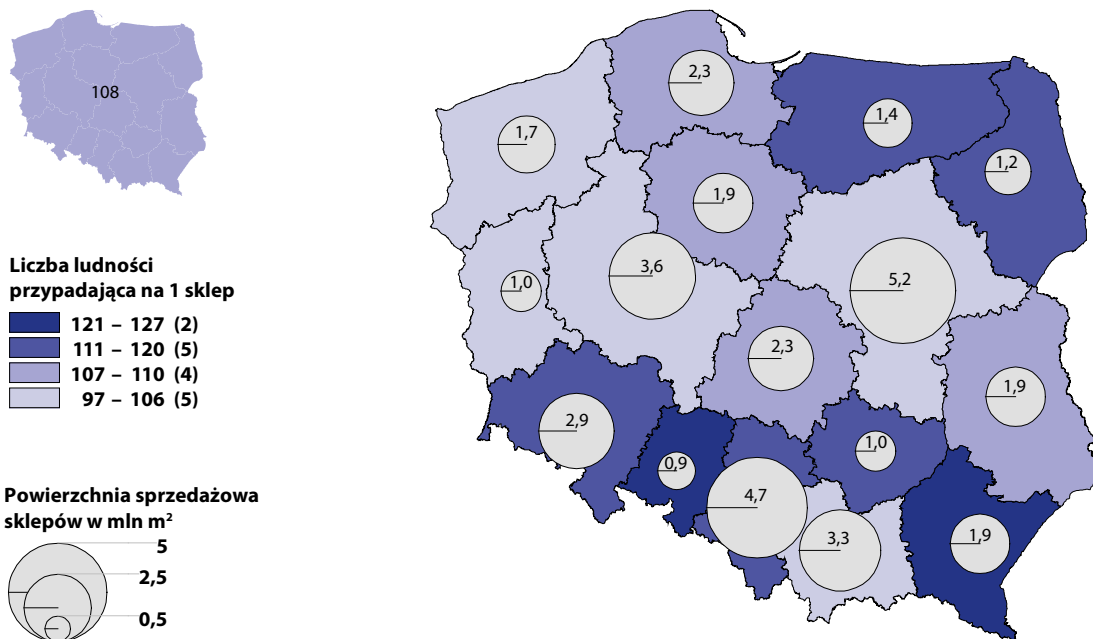 108
Liczba ludności
przypadająca na 1 sklep
121 – 127 (2)
111 – 120 (5)
107 – 110 (4)
97 – 106 (5)
Powierzchnia sprzedażowa
sklepów w mln m²
5
2,5
0,5
2,3
1,7
1,4
1,2
1,9
3,6
1,0
5,2
2,3
1,9
2,9
1,0
0,9
4,7
3,3
1,9